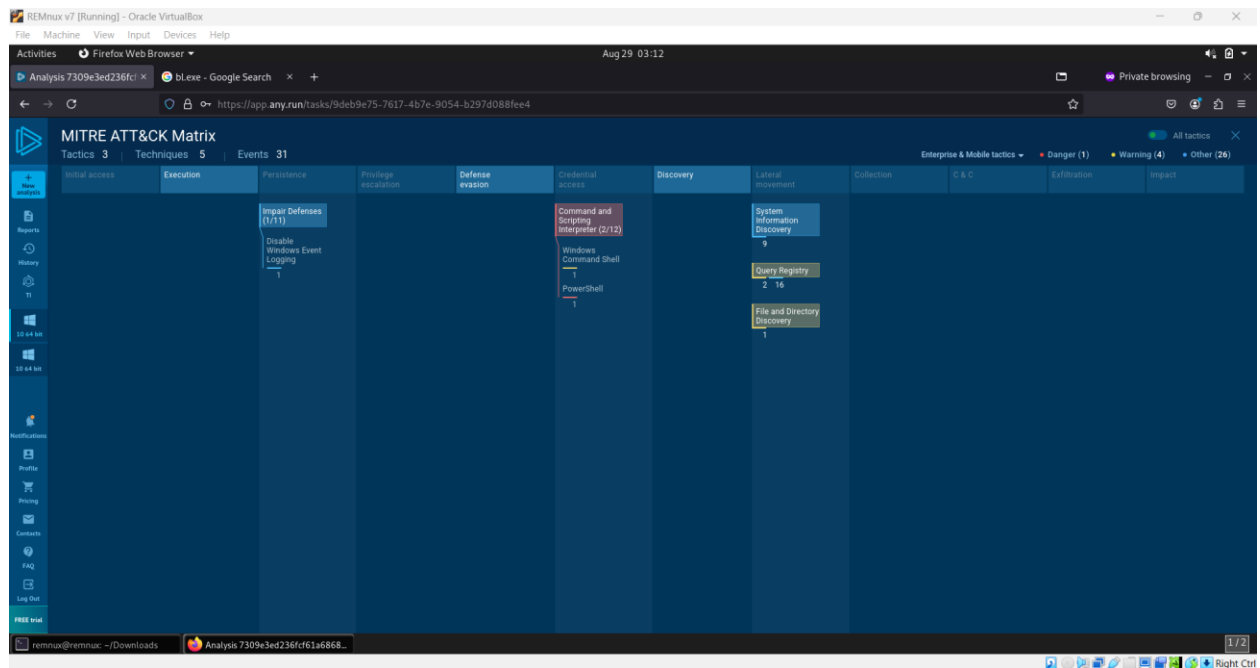 REMnux v7 [Running] - Oracle VirtualBox
File Machine View Input Devices Help
Activities Firefox Web Browser Aug 29 03:12
Analysis 7309e3ed236fcf × bl.exe - Google Search × + Private browsing
https://app.any.run/tasks/9deb9e75-7617-4b7e-9054-b297d088fee4
MITRE ATT&CK Matrix
All tactics
Tactics 3 | Techniques 5 | Events 31
Enterprise & Mobile tactics Danger (1) Warning (4) Other (26)
Initial access
Execution
Persistence
Privilege
escalation
Defense
evasion
Credential
access
Discovery
Lateral
movement
Collection
C & C
Exfiltration
Impact
Impair Defenses
(1/11)
Disable
Windows Event
Logging
1
Command and
Scripting
Interpreter (2/12)
Windows
Command Shell
1
PowerShell
1
System
Information
Discovery
9
Query Registry
2 16
File and Directory
Discovery
1
+
New
analysis
Reports
History
TI
10 64 bit
10 64 bit
Notifications
Profile
Pricing
Contacts
FAQ
Log Out
FREE trial
remnux@remnux: ~/Downloads
Analysis 7309e3ed236fcf61a6868...
1/2
Right Ctrl